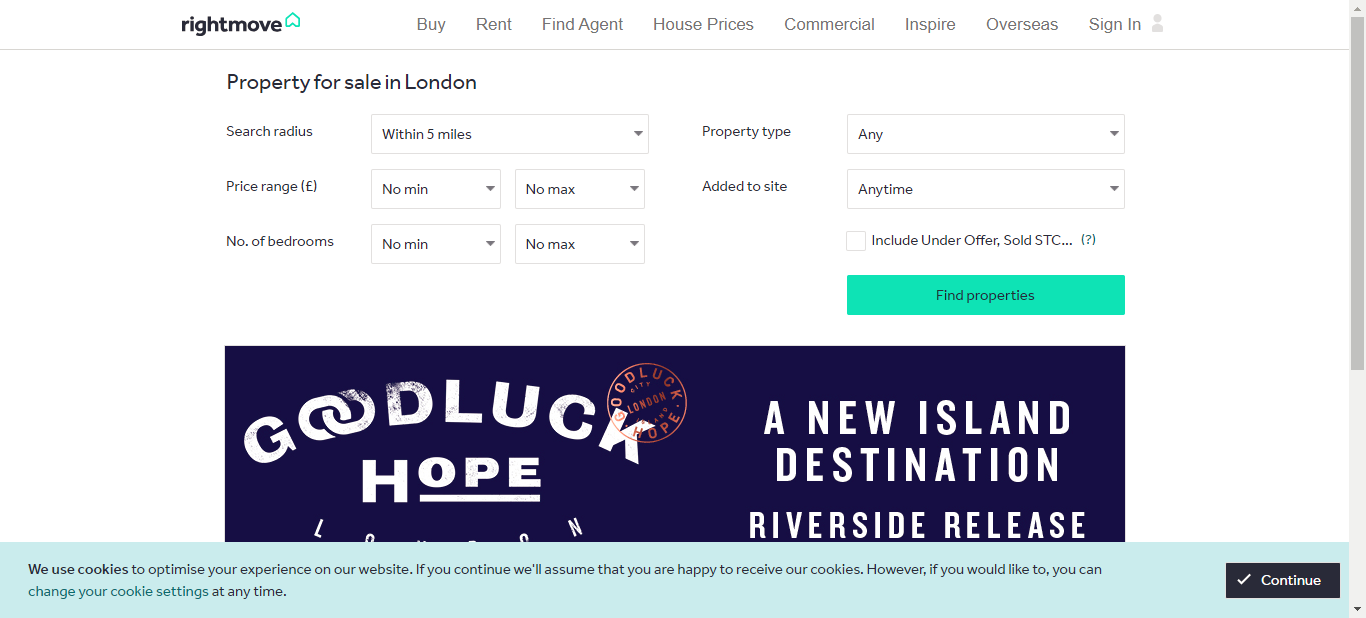 rightmove
Buy Rent Find Agent House Prices Commercial Inspire Overseas Sign In
Property for sale in London
Search radius Within 5 miles Property type Any
Price range (£) No min No max Added to site Anytime
No. of bedrooms No min No max Include Under Offer, Sold STC... (?)
Find properties
GOODLUCK
HOPE
LONDON
GOODLUCK HOPE
CITY
LONDON
ISLAND
A NEW ISLAND
DESTINATION
RIVERSIDE RELEASE
We use cookies to optimise your experience on our website. If you continue we'll assume that you are happy to receive our cookies. However, if you would like to, you can
change your cookie settings at any time.
Continue